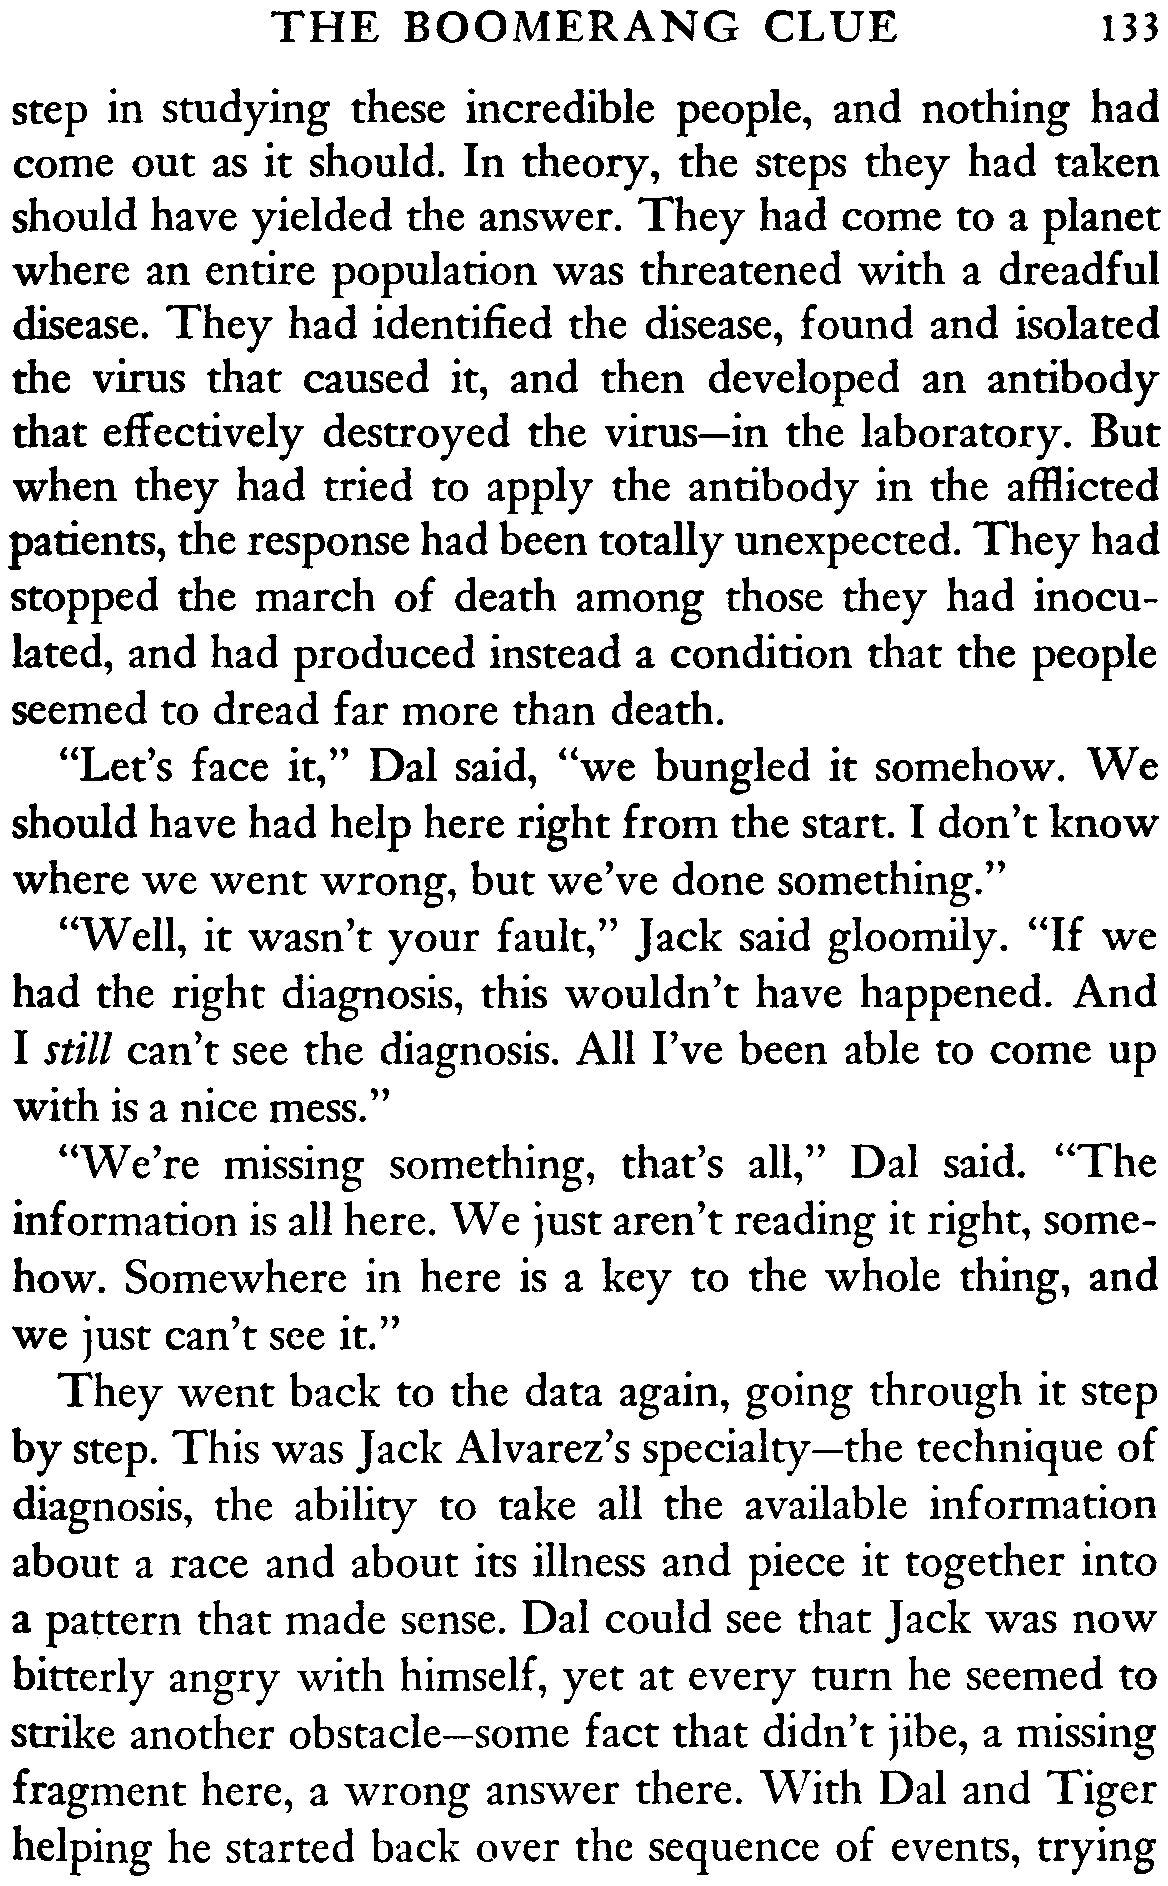 THE BOOMERANG CLUE 133
step in studying these incredible people, and nothing had
come out as it should. In theory, the steps they had taken
should have yielded the answer. They had come to a planet
where an entire population was threatened with a dreadful
disease. They had identified the disease, found and isolated
the virus that caused it, and then developed an antibody
that effectively destroyed the virus—in the laboratory. But
when they had tried to apply the antibody in the afflicted
patients, the response had been totally unexpected. They had
stopped the march of death among those they had inocu-
lated, and had produced instead a condition that the people
seemed to dread far more than death.
“Let’s face it,” Dal said, “we bungled it somehow. We
should have had help here right from the start. I don’t know
where we went wrong, but we’ve done something.”
“Well, it wasn’t your fault,” Jack said gloomily. “If we
had the right diagnosis, this wouldn’t have happened. And
I still can’t see the diagnosis. All I’ve been able to come up
with is a nice mess.”
“We’re missing something, that’s all,” Dal said. “The
information is all here. We just aren’t reading it right, some-
how. Somewhere in here is a key to the whole thing, and
we just can’t see it.”
They went back to the data again, going through it step
by step. This was Jack Alvarez’s specialty—the technique of
diagnosis, the ability to take all the available information
about a race and about its illness and piece it together into
a pattern that made sense. Dal could see that Jack was now
bitterly angry with himself, yet at every turn he seemed to
strike another obstacle—some fact that didn’t jibe, a missing
fragment here, a wrong answer there. With Dal and Tiger
helping he started back over the sequence of events, trying